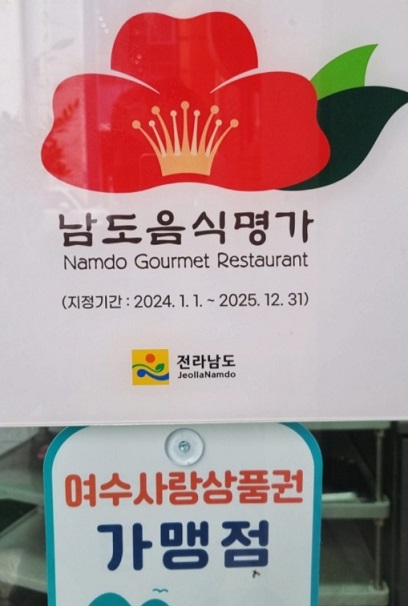 남도음식명가
Namdo Gourmet Restaurant
(지정기간 : 2024. 1. 1. ~ 2025. 12. 31)
전라남도
JeollaNamdo
여수사랑상품권
가맹점